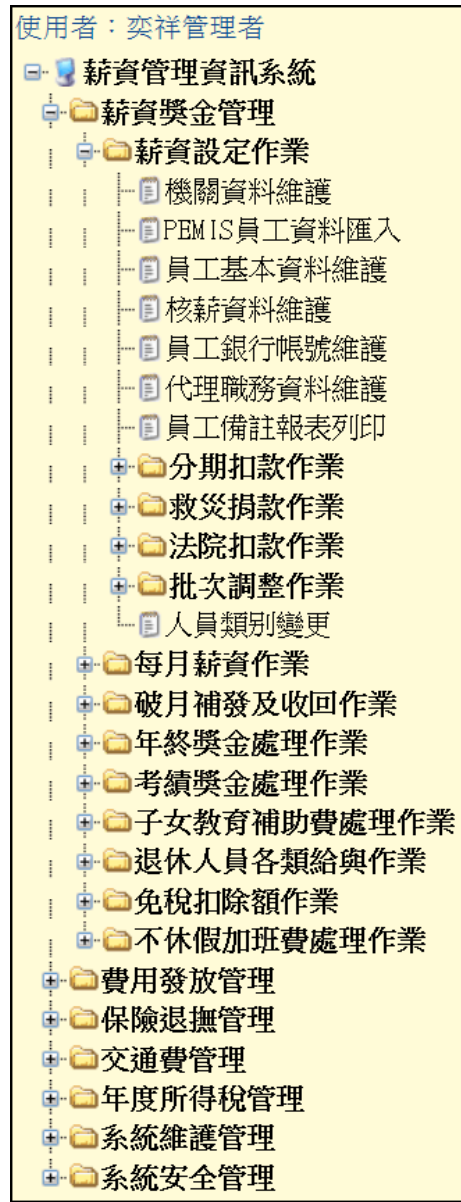 使用者：奕祥管理者
薪資管理資訊系統
薪資獎金管理
薪資設定作業
機關資料維護
PEMIS員工資料匯入
員工基本資料維護
核薪資料維護
員工銀行帳號維護
代理職務資料維護
員工備註報表列印
分期扣款作業
救災捐款作業
法院扣款作業
批次調整作業
人員類別變更
每月薪資作業
破月補發及收回作業
年終獎金處理作業
考績獎金處理作業
子女教育補助費處理作業
退休人員各類給與作業
免稅扣除額作業
不休假加班費處理作業
費用發放管理
保險退撫管理
交通費管理
年度所得稅管理
系統維護管理
系統安全管理